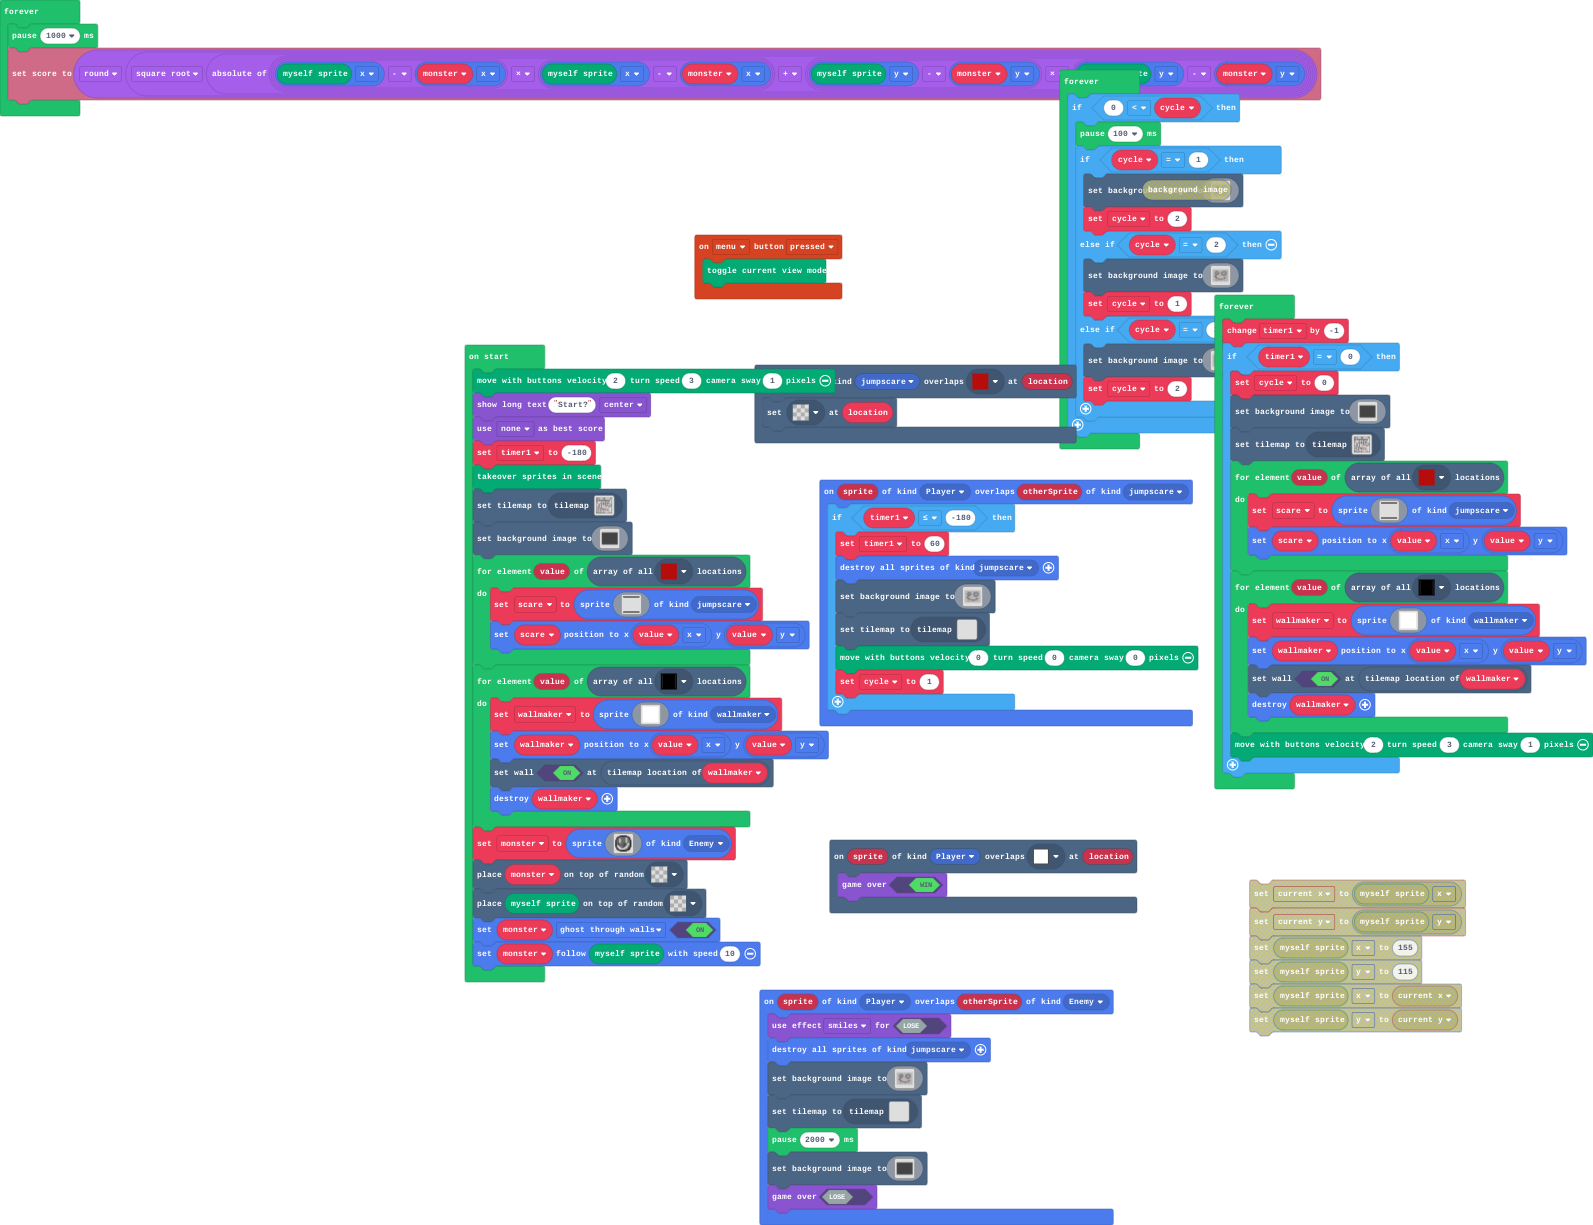 forever
pause 1000 ms
set score to round square root absolute of myself sprite x - monster x × myself sprite x - monster x + myself sprite y - monster y × y - monster y
forever
if 0 < cycle then
pause 100 ms
if cycle = 1 then
background image
set cycle to 2
else if cycle = 2 then
set background image to
set cycle to 1
else if cycle =
set background image to
set cycle to 2
on menu button pressed
toggle current view mode
forever
change timer1 by -1
if timer1 = 0 then
set cycle to 0
set background image to
set tilemap to tilemap
for element value of array of all locations
do
set scare to sprite of kind jumpscare
set scare position to x value x y value y
for element value of array of all locations
do
set wallmaker to sprite of kind wallmaker
set wallmaker position to x value x y value y
set wall ON at tilemap location of wallmaker
destroy wallmaker
move with buttons velocity 2 turn speed 3 camera sway 1 pixels
on start
move with buttons velocity 2 turn speed 3 camera sway 1 pixels
show long text "Start?" center
use none as best score
set timer1 to -180
takeover sprites in scene
set tilemap to tilemap
set background image to
for element value of array of all locations
do
set scare to sprite of kind jumpscare
set scare position to x value x y value y
for element value of array of all locations
do
set wallmaker to sprite of kind wallmaker
set wallmaker position to x value x y value y
set wall ON at tilemap location of wallmaker
destroy wallmaker
set monster to sprite of kind Enemy
place monster on top of random
place myself sprite on top of random
set monster ghost through walls ON
set monster follow myself sprite with speed 10
jumpscare overlaps at location
set at location
on sprite of kind Player overlaps otherSprite of kind jumpscare
if timer1 ≤ -180 then
set timer1 to 60
destroy all sprites of kind jumpscare
set background image to
set tilemap to tilemap
move with buttons velocity 0 turn speed 0 camera sway 0 pixels
set cycle to 1
on sprite of kind Player overlaps at location
game over WIN
on sprite of kind Player overlaps otherSprite of kind Enemy
use effect smiles for LOSE
destroy all sprites of kind jumpscare
set background image to
set tilemap to tilemap
pause 2000 ms
set background image to
game over LOSE
set current x to myself sprite x
set current y to myself sprite y
set myself sprite x to 155
set myself sprite y to 115
set myself sprite x to current x
set myself sprite y to current y